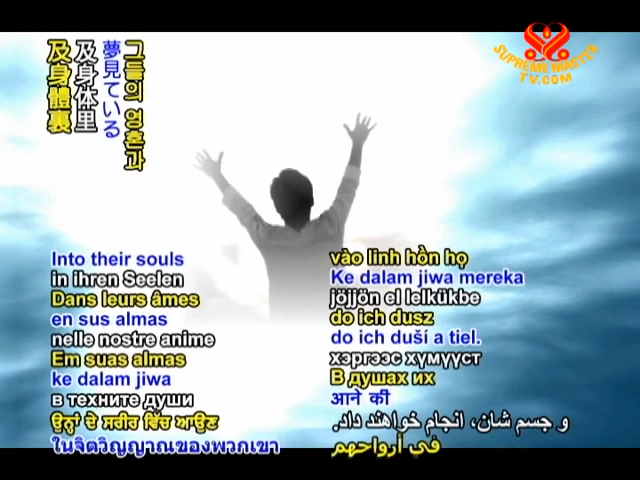 SUPREME MASTER
TV.COM
그들의 영혼과
夢見ている
及身体里
及身體裏
Into their souls
in ihren Seelen
Dans leurs âmes
en sus almas
nelle nostre anime
Em suas almas
ke dalam jiwa
в техните души
ਉਨ੍ਹਾਂ ਦੇ ਸਰੀਰ ਵਿੱਚ ਆਉਣ
ในจิตวิญญาณของพวกเขา
vào linh hồn họ
Ke dalam jiwa mereka
jöjjön el lelkükbe
do ich dusz
do ich duší a tiel.
хэргээс хүмүүст
В душах их
आने की
و جسم شان، انجام خواهند داد.
في أرواحهم